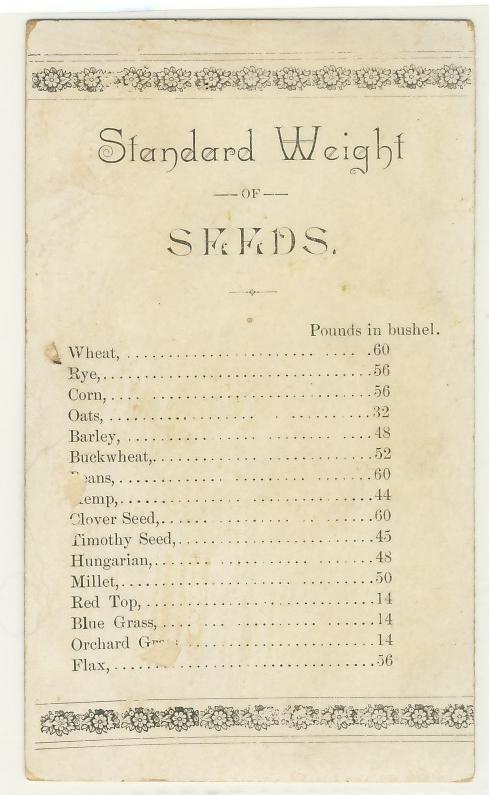 Standard Weight
OF
SEEDS.
Pounds in bushel.
Wheat, 60
Rye, 56
Corn, 56
Oats, 32
Barley, 48
Buckwheat, 52
eans, 60
emp, 44
Clover Seed, 60
Timothy Seed, 45
Hungarian, 48
Millet, 50
Red Top, 14
Blue Grass, 14
Orchard 14
Flax, 56